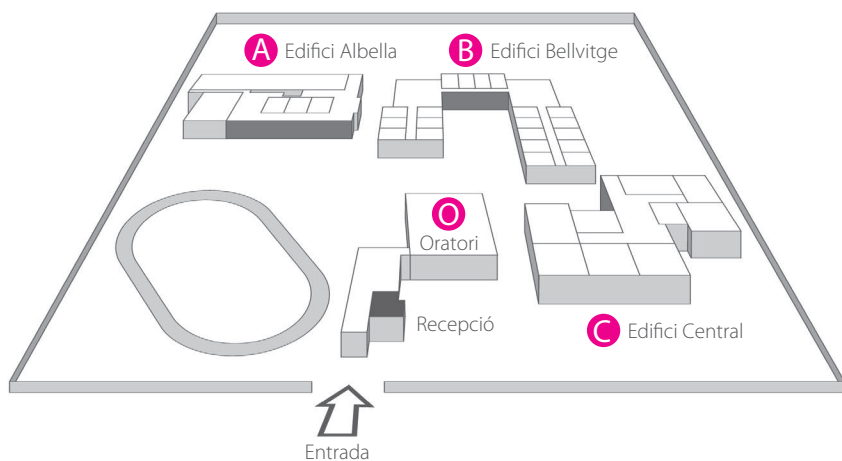 A Edifici Albella
B Edifici Bellvitge
O
Oratori
Recepció
C Edifici Central
Entrada